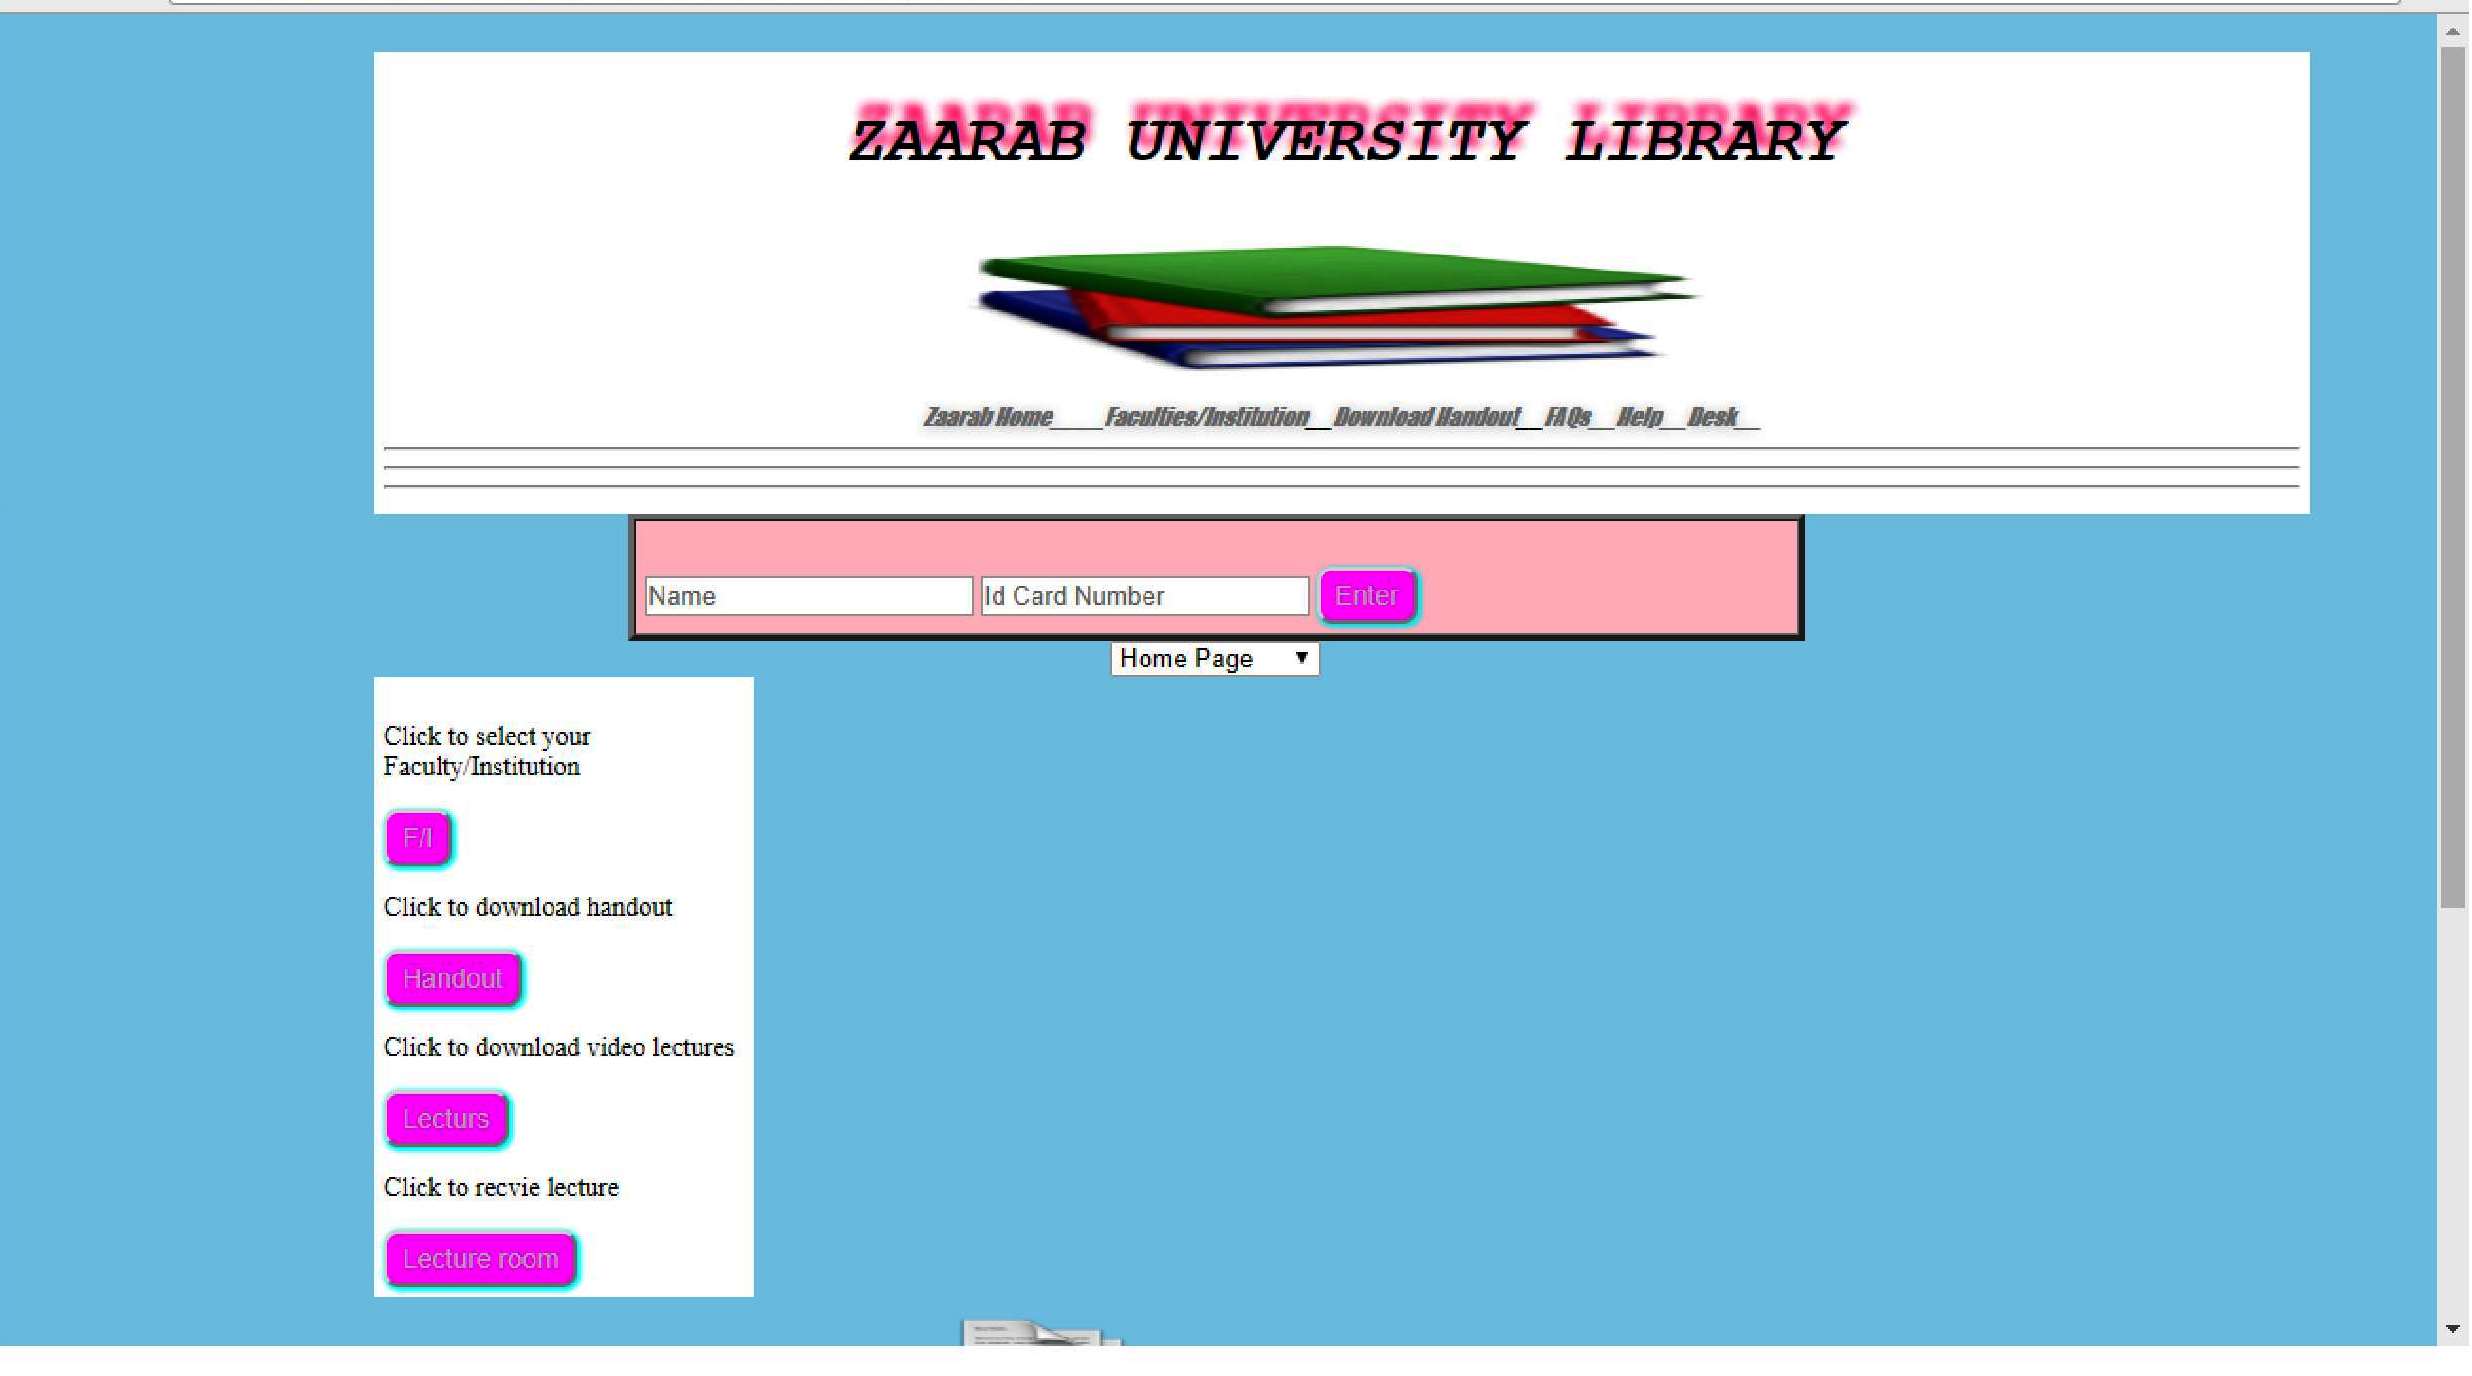 ZAARAB UNIVERSITY LIBRARY
Zaarab Home____Faculties/Institution__Download Handout__FAQs__Help__Desk__
Name Id Card Number Enter
Home Page
Click to select your
Faculty/Institution
F/I
Click to download handout
Handout
Click to download video lectures
Lecturs
Click to recvie lecture
Lecture room